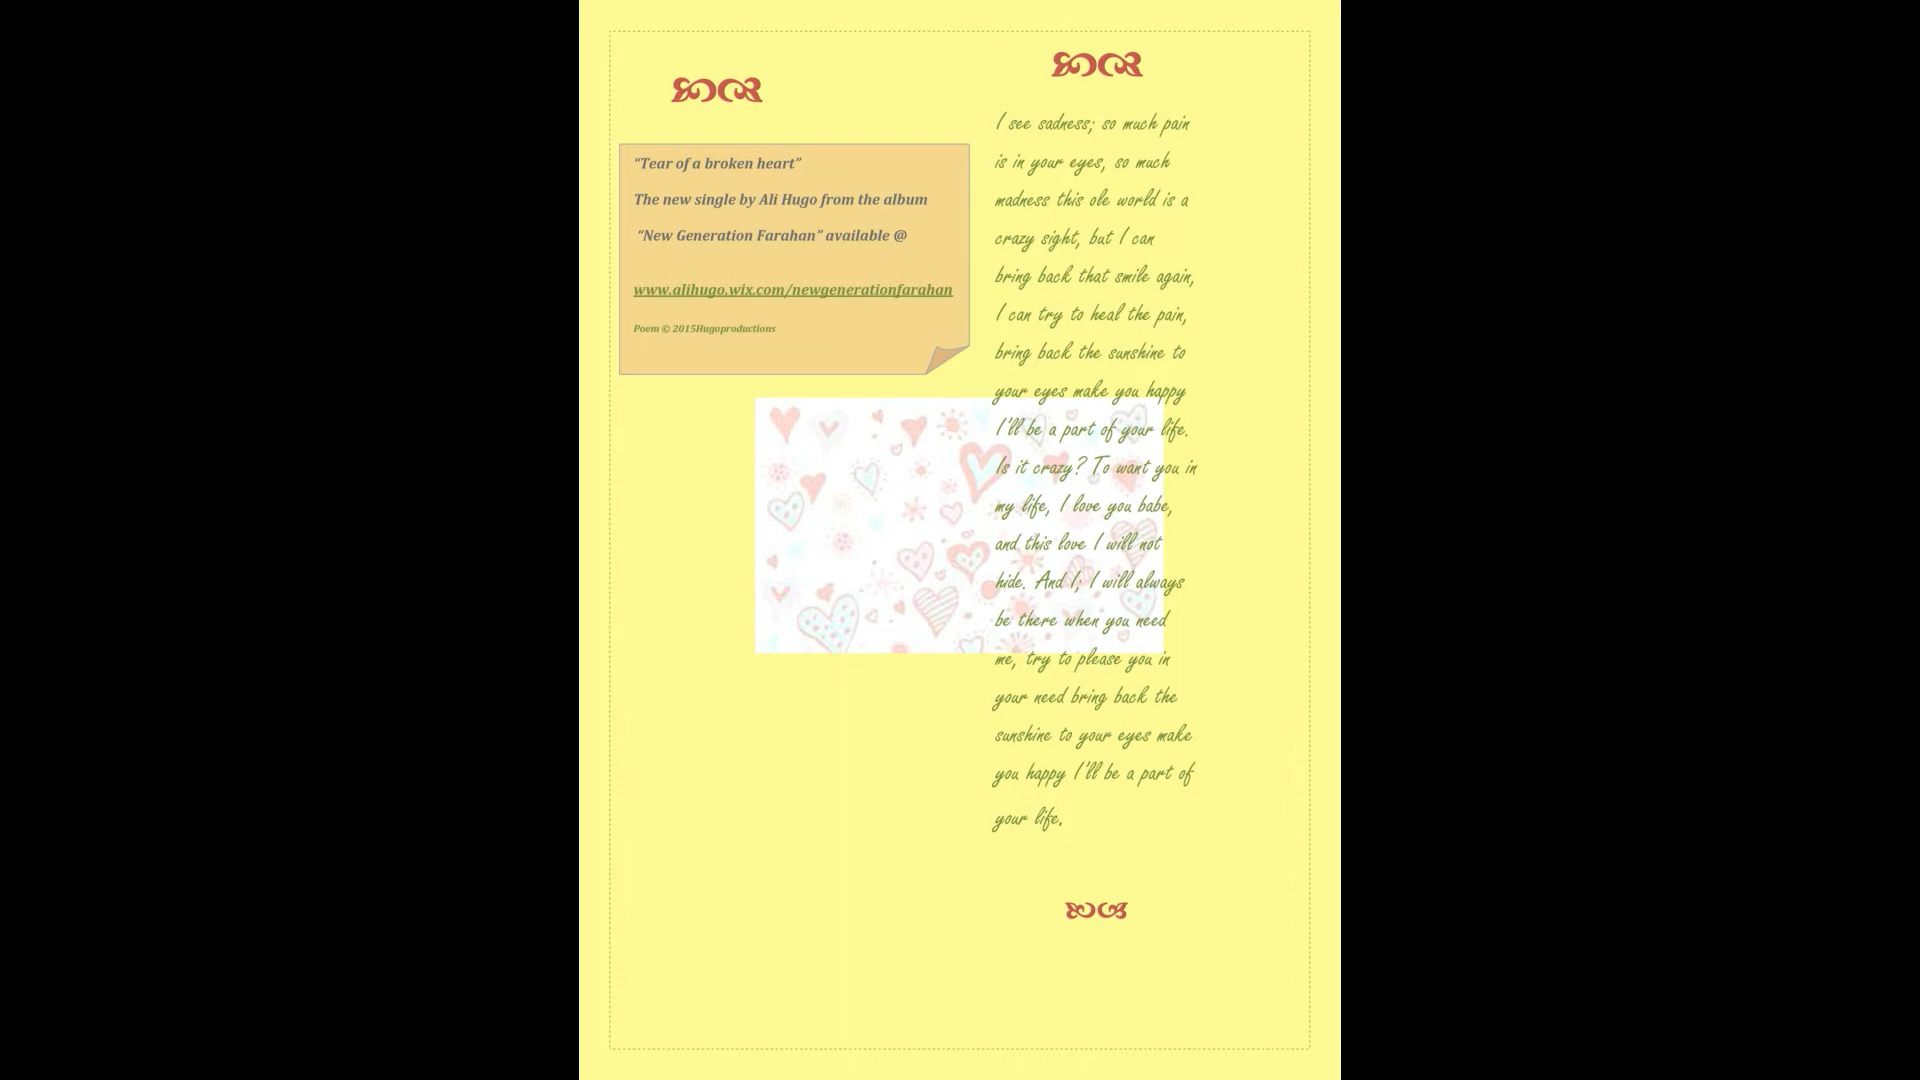 “Tear of a broken heart”
The new single by Ali Hugo from the album
“New Generation Farahan” available @
www.alihugo.wix.com/newgenerationfarahan
Poem © 2015Hugoproductions
I see sadness; so much pain
is in your eyes, so much
madness this ole world is a
crazy sight, but I can
bring back that smile again,
I can try to heal the pain,
bring back the sunshine to
your eyes make you happy
I'll be a part of your life.
Is it crazy? To want you in
my life, I love you babe,
and this love I will not
hide. And I; I will always
be there when you need
me, try to please you in
your need bring back the
sunshine to your eyes make
you happy I'll be a part of
your life.